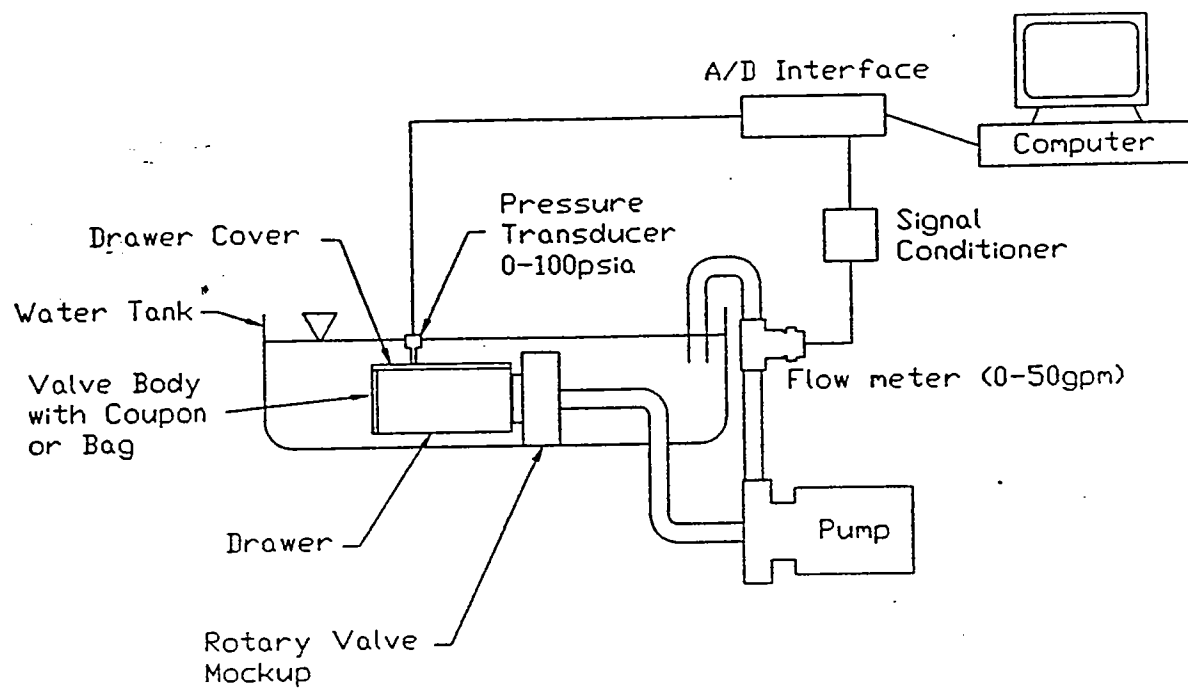 A/D Interface
Computer
Pressure
Transducer
0-100psia
Signal
Conditioner
Drawer Cover
Water Tank
Valve Body
with Coupon
or Bag
Flow meter (0-50gpm)
Drawer
Pump
Rotary Valve
Mockup